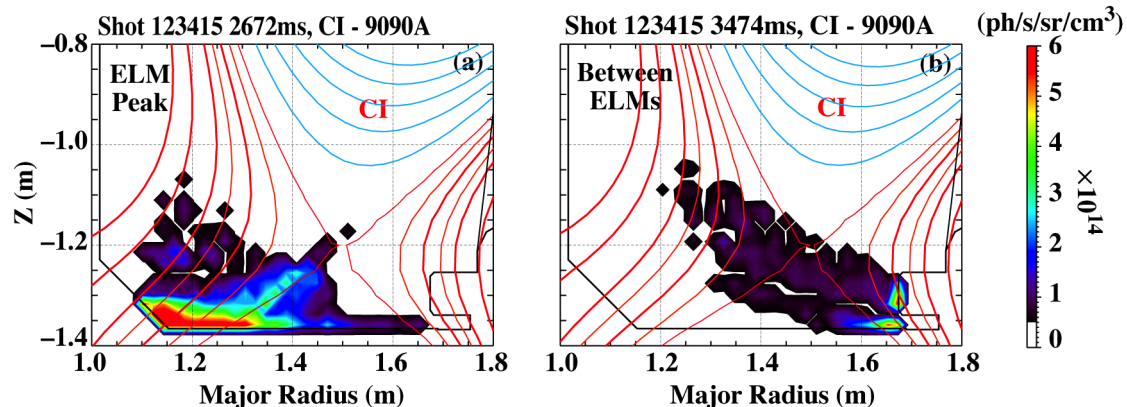 Shot 123415 2672ms, CI - 9090A
Shot 123415 3474ms, CI - 9090A
(ph/s/sr/cm³)
−0.8
−1.0
−1.2
−1.4
Z (m)
ELM
Peak
(a)
CI
1.0
1.2
1.4
1.6
1.8
Major Radius (m)
Between
ELMs
(b)
CI
1.0
1.2
1.4
1.6
1.8
Major Radius (m)
6
5
4
3
2
1
0
×10¹⁴